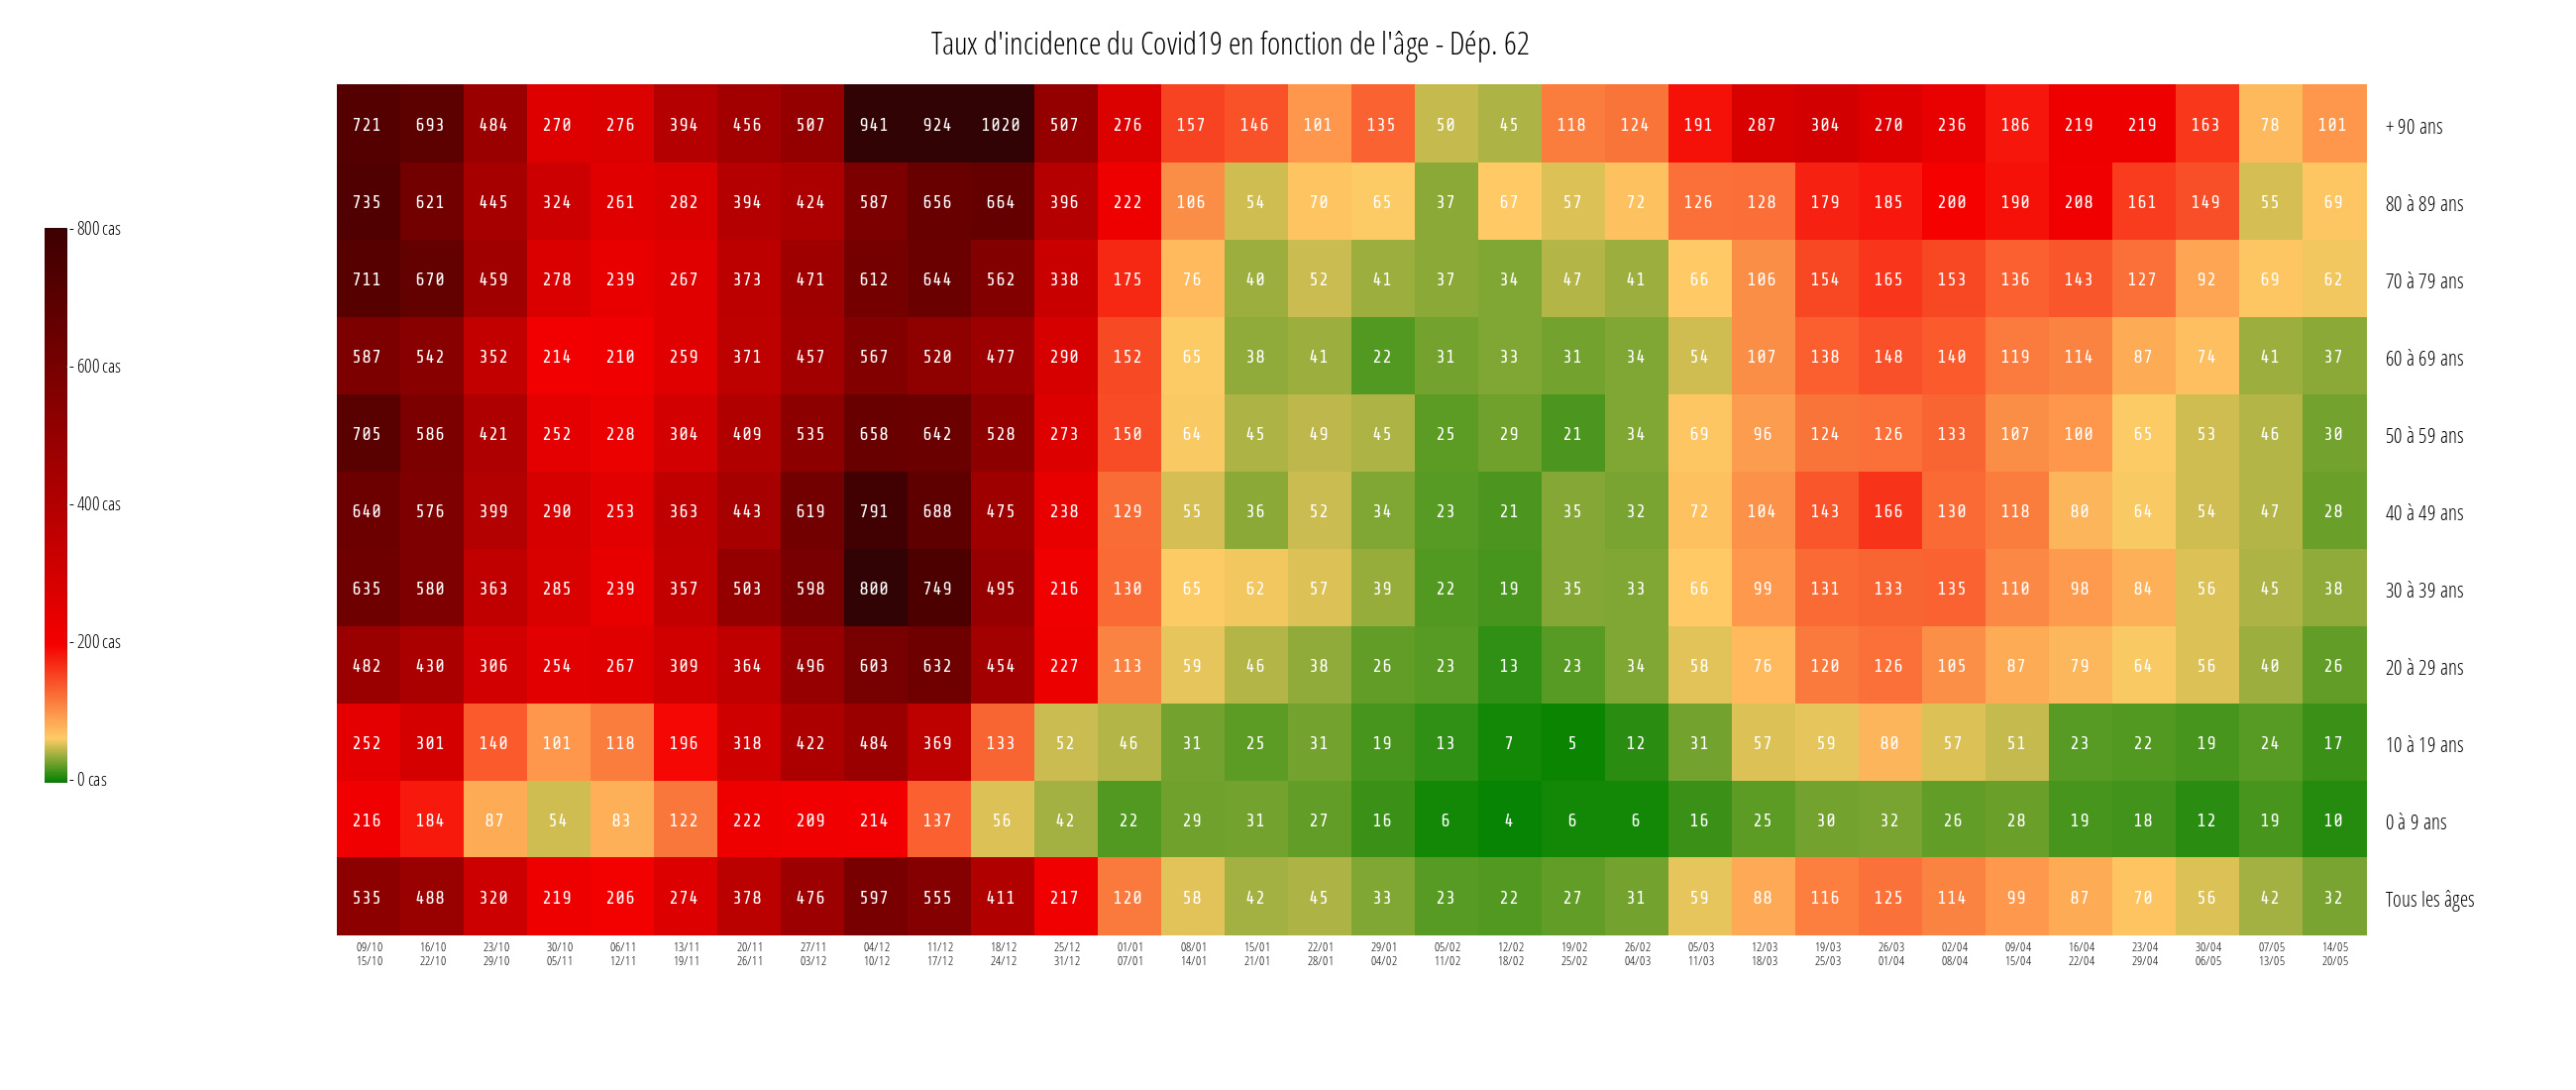 Taux d'incidence du Covid19 en fonction de l'âge - Dép. 62
721 693 484 270 276 394 456 507 941 924 1020 507 276 157 146 101 135 50 45 118 124 191 287 304 270 236 186 219 219 163 78 101 + 90 ans
735 621 445 324 261 282 394 424 587 656 664 396 222 106 54 70 65 37 67 57 72 126 128 179 185 200 190 208 161 149 55 69 80 à 89 ans
711 670 459 278 239 267 373 471 612 644 562 338 175 76 40 52 41 37 34 47 41 66 106 154 165 153 136 143 127 92 69 62 70 à 79 ans
587 542 352 214 210 259 371 457 567 520 477 290 152 65 38 41 22 31 33 31 34 54 107 138 148 140 119 114 87 74 41 37 60 à 69 ans
705 586 421 252 228 304 409 535 658 642 528 273 150 64 45 49 45 25 29 21 34 69 96 124 126 133 107 100 65 53 46 30 50 à 59 ans
640 576 399 290 253 363 443 619 791 688 475 238 129 55 36 52 34 23 21 35 32 72 104 143 166 130 118 80 64 54 47 28 40 à 49 ans
635 580 363 285 239 357 503 598 800 749 495 216 130 65 62 57 39 22 19 35 33 66 99 131 133 135 110 98 84 56 45 38 30 à 39 ans
482 430 306 254 267 309 364 496 603 632 454 227 113 59 46 38 26 23 13 23 34 58 76 120 126 105 87 79 64 56 40 26 20 à 29 ans
252 301 140 101 118 196 318 422 484 369 133 52 46 31 25 31 19 13 7 5 12 31 57 59 80 57 51 23 22 19 24 17 10 à 19 ans
216 184 87 54 83 122 222 209 214 137 56 42 22 29 31 27 16 6 4 6 6 16 25 30 32 26 28 19 18 12 19 10 0 à 9 ans
535 488 320 219 206 274 378 476 597 555 411 217 120 58 42 45 33 23 22 27 31 59 88 116 125 114 99 87 70 56 42 32 Tous les âges
09/10 16/10 23/10 30/10 06/11 13/11 20/11 27/11 04/12 11/12 18/12 25/12 01/01 08/01 15/01 22/01 29/01 05/02 12/02 19/02 26/02 05/03 12/03 19/03 26/03 02/04 09/04 16/04 23/04 30/04 07/05 14/05
15/10 22/10 29/10 05/11 12/11 19/11 26/11 03/12 10/12 17/12 24/12 31/12 07/01 14/01 21/01 28/01 04/02 11/02 18/02 25/02 04/03 11/03 18/03 25/03 01/04 08/04 15/04 22/04 29/04 06/05 13/05 20/05
- 800 cas
- 600 cas
- 400 cas
- 200 cas
- 0 cas